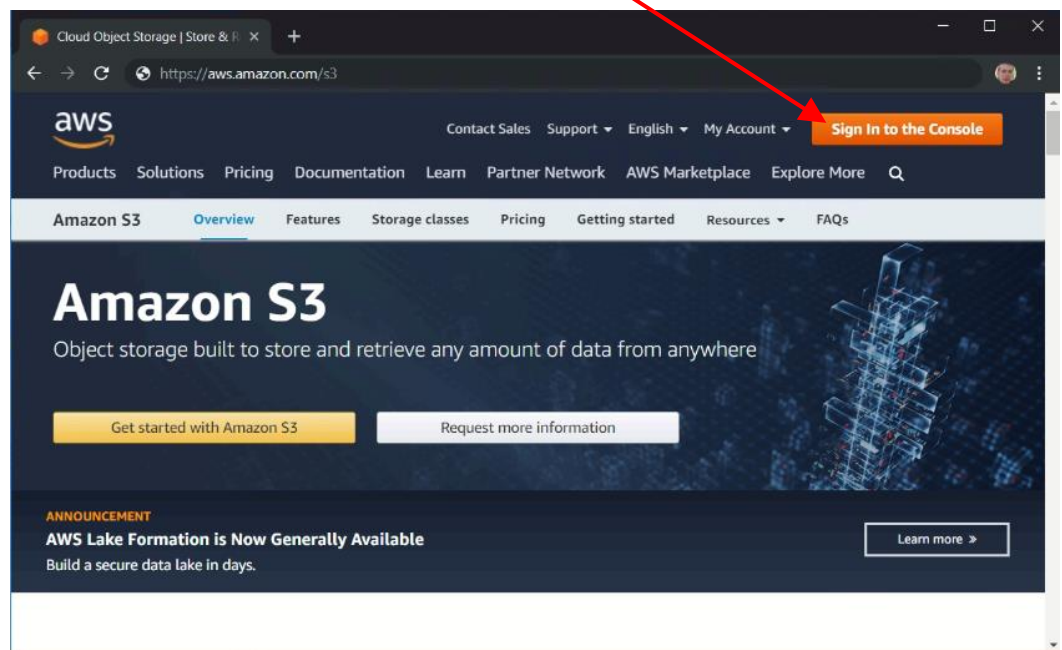 Cloud Object Storage | Store & R
https://aws.amazon.com/s3
aws
Contact Sales Support English My Account Sign In to the Console
Products Solutions Pricing Documentation Learn Partner Network AWS Marketplace Explore More
Amazon S3 Overview Features Storage classes Pricing Getting started Resources FAQs
Amazon S3
Object storage built to store and retrieve any amount of data from anywhere
Get started with Amazon S3 Request more information
ANNOUNCEMENT
AWS Lake Formation is Now Generally Available
Build a secure data lake in days.
Learn more »